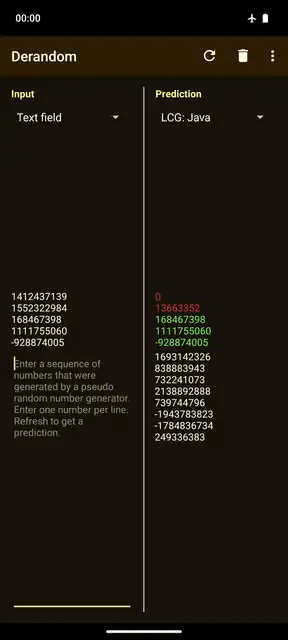 00:00
Derandom
Input
Text field
1412437139
1552322984
168467398
1111755060
-928874005
Enter a sequence of
numbers that were
generated by a pseudo
random number generator.
Enter one number per line.
Refresh to get a
prediction.
Prediction
LCG: Java
0
13663352
168467398
1111755060
-928874005
1693142326
838883943
732241073
2138892888
739744796
-1943783823
-1784836734
249336383